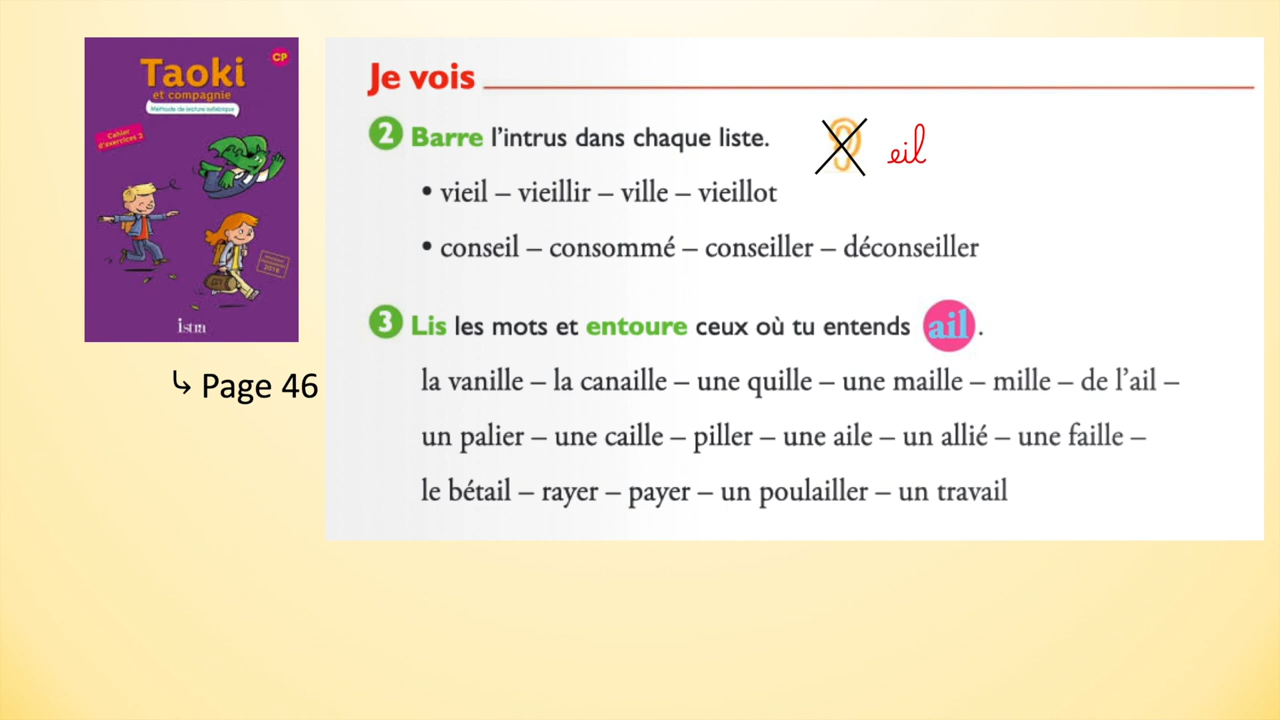 CP
Taoki
et compagnie
Méthode de lecture syllabique
Cahier
d'exercices 2
2018
istra
↳ Page 46
Je vois
2 Barre l'intrus dans chaque liste.
eil
• vieil – vieillir – ville – vieillot
• conseil – consommé – conseiller – déconseiller
3 Lis les mots et entoure ceux où tu entends ail .
la vanille – la canaille – une quille – une maille – mille – de l'ail –
un palier – une caille – piller – une aile – un allié – une faille –
le bétail – rayer – payer – un poulailler – un travail